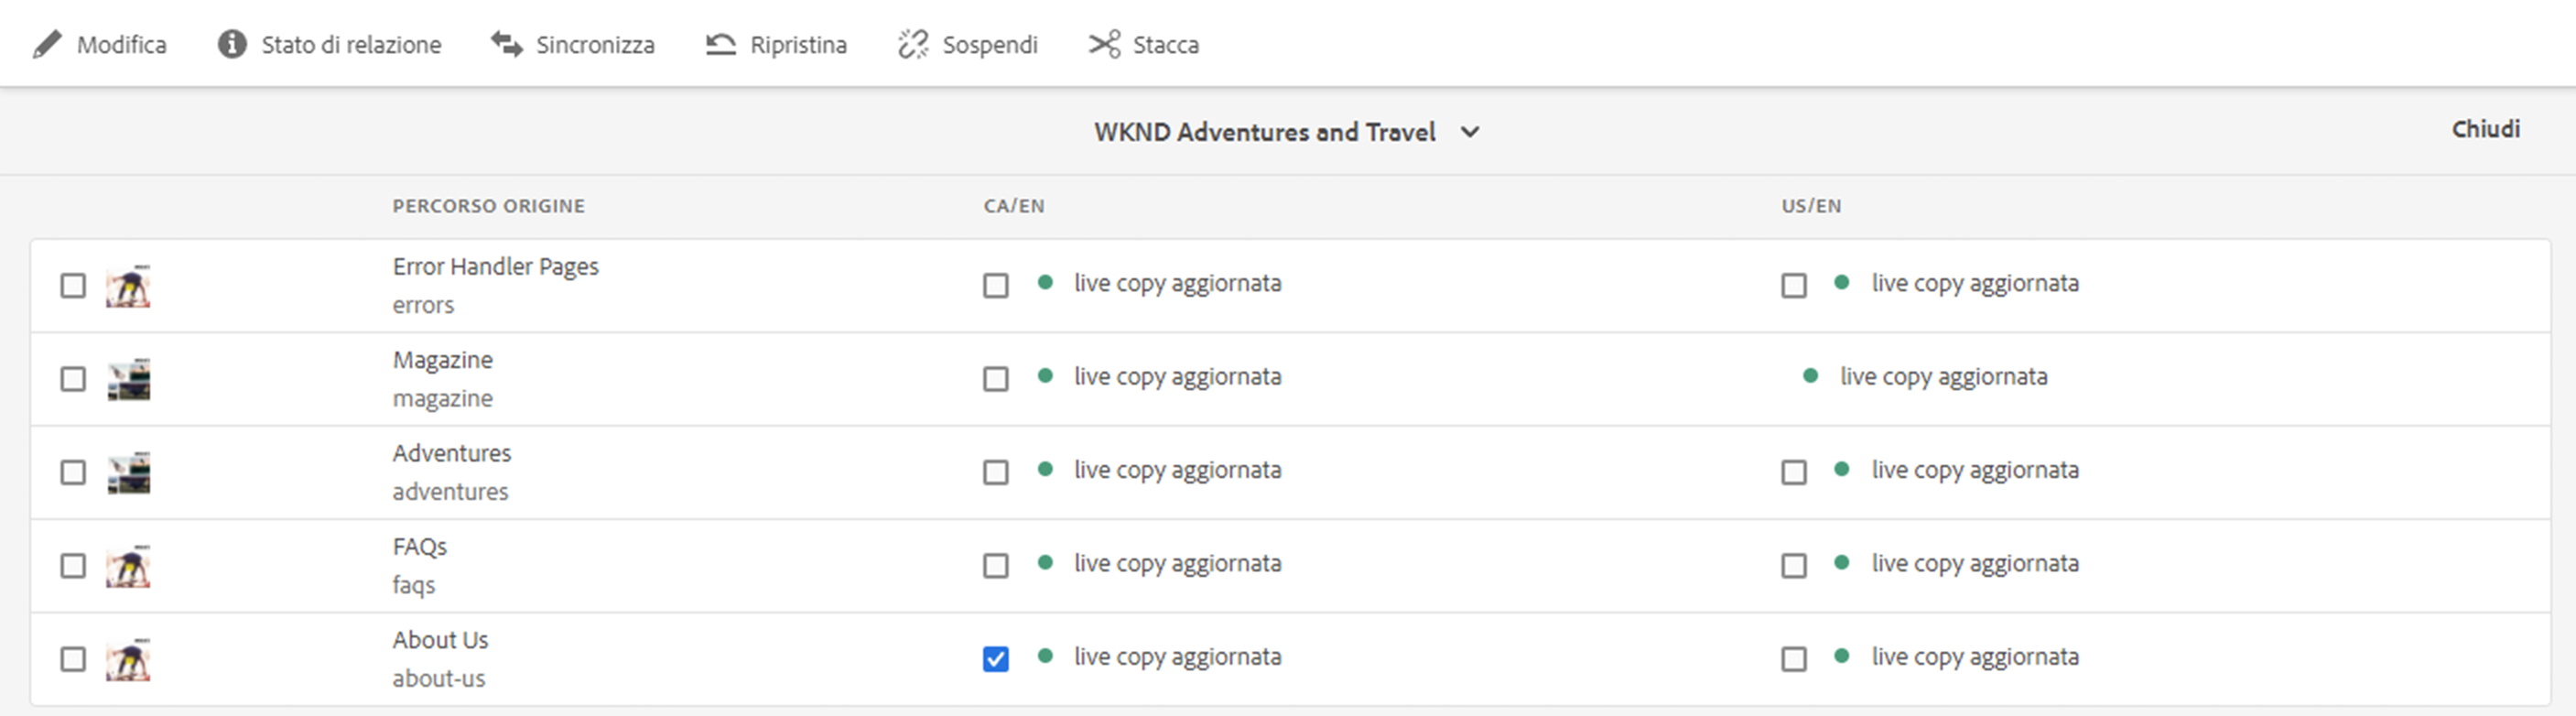 Modifica Stato di relazione Sincronizza Ripristina Sospendi Stacca
WKND Adventures and Travel Chiudi
PERCORSO ORIGINE CA/EN US/EN
Error Handler Pages
errors
live copy aggiornata live copy aggiornata
Magazine
magazine
live copy aggiornata live copy aggiornata
Adventures
adventures
live copy aggiornata live copy aggiornata
FAQs
faqs
live copy aggiornata live copy aggiornata
About Us
about-us
live copy aggiornata live copy aggiornata